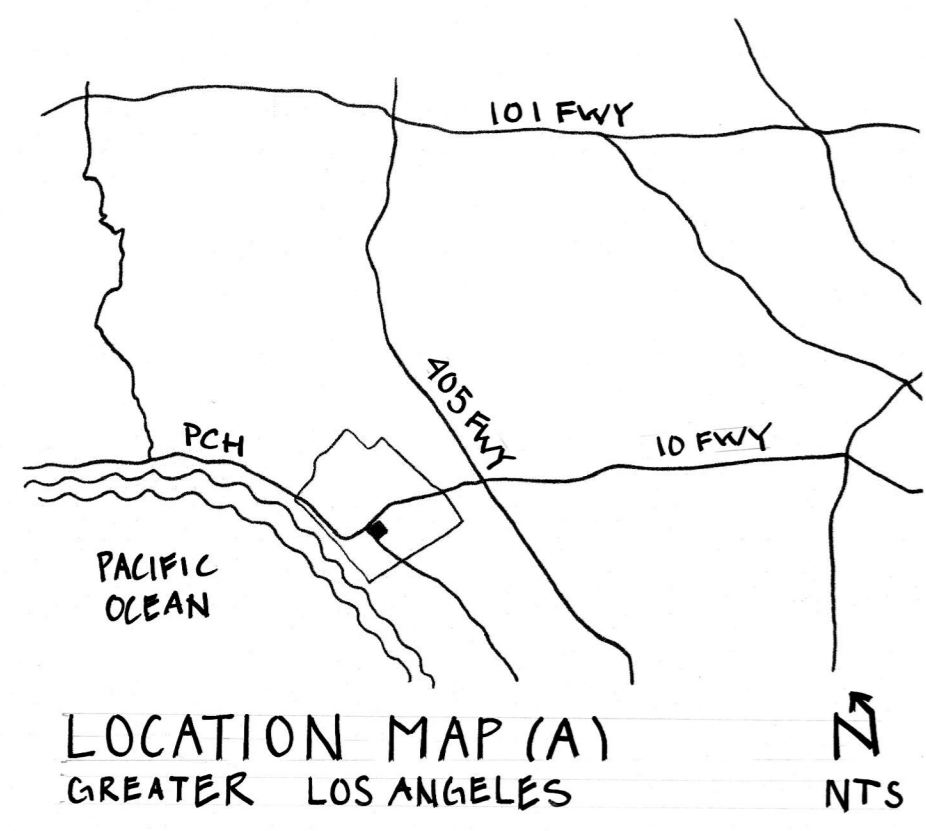 101 FWY
405 FWY
PCH
10 FWY
PACIFIC
OCEAN
LOCATION MAP (A)
GREATER LOS ANGELES
N
NTS